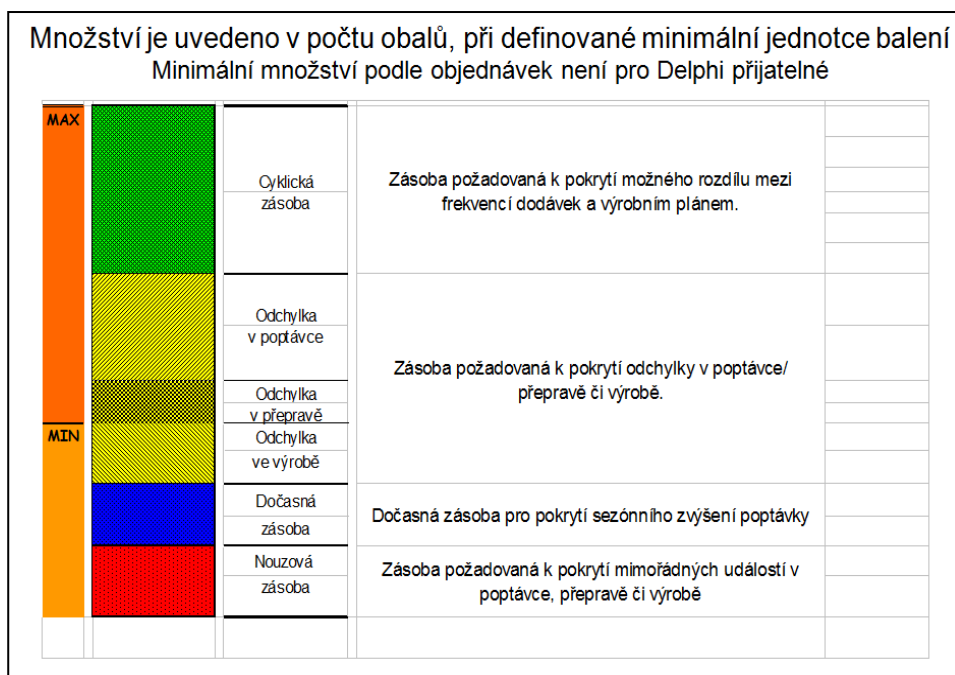 Množství je uvedeno v počtu obalů, při definované minimální jednotce balení
Minimální množství podle objednávek není pro Delphi přijatelné
MAX
Cyklická
zásoba
Zásoba požadovaná k pokrytí možného rozdílu mezi
frekvencí dodávek a výrobním plánem.
Odchylka
v poptávce
Odchylka
v přepravě
Zásoba požadovaná k pokrytí odchylky v poptávce/
přepravě či výrobě.
MIN
Odchylka
ve výrobě
Dočasná
zásoba
Dočasná zásoba pro pokrytí sezónního zvýšení poptávky
Nouzová
zásoba
Zásoba požadovaná k pokrytí mimořádných událostí v
poptávce, přepravě či výrobě